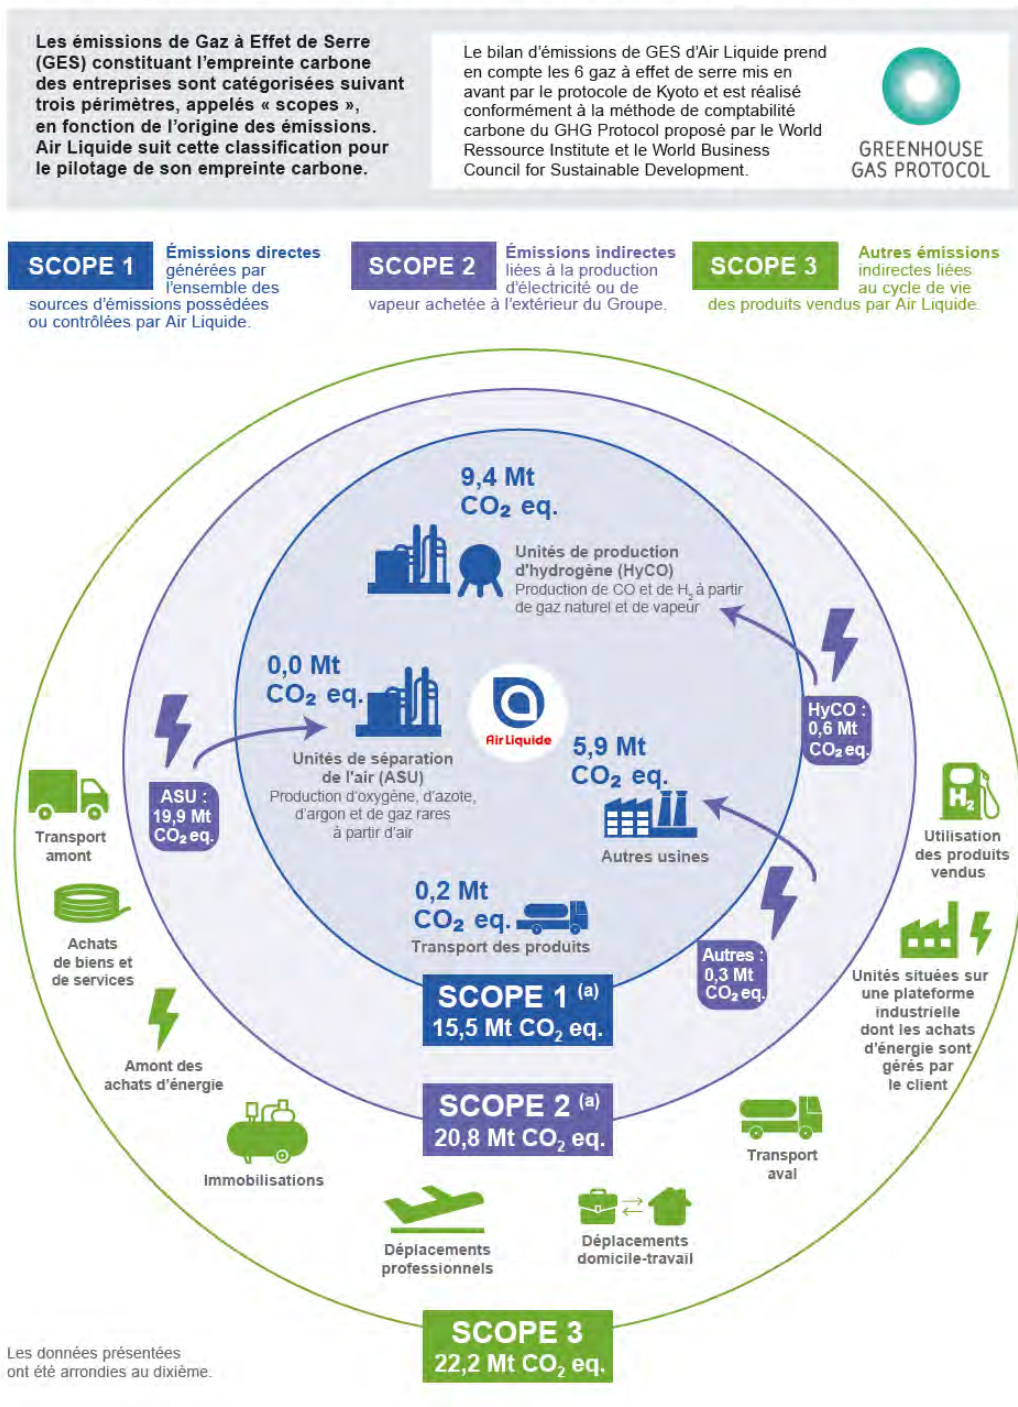 Les émissions de Gaz à Effet de Serre
(GES) constituant l'empreinte carbone
des entreprises sont catégorisées suivant
trois périmètres, appelés « scopes »,
en fonction de l'origine des émissions.
Air Liquide suit cette classification pour
le pilotage de son empreinte carbone.
Le bilan d'émissions de GES d'Air Liquide prend
en compte les 6 gaz à effet de serre mis en
avant par le protocole de Kyoto et est réalisé
conformément à la méthode de comptabilité
carbone du GHG Protocol proposé par le World
Ressource Institute et le World Business
Council for Sustainable Development.
GREENHOUSE
GAS PROTOCOL
SCOPE 1
Émissions directes
générées par
l'ensemble des
sources d'émissions possédées
ou contrôlées par Air Liquide.
SCOPE 2
Émissions indirectes
liées à la production
d'électricité ou de
vapeur achetée à l'extérieur du Groupe.
SCOPE 3
Autres émissions
indirectes liées
au cycle de vie
des produits vendus par Air Liquide.
9,4 Mt
CO₂ eq.
Unités de production
d'hydrogène (HyCO)
Production de CO et de H₂ à partir
de gaz naturel et de vapeur
0,0 Mt
CO₂ eq.
Unités de séparation
de l'air (ASU)
Production d'oxygène, d'azote,
d'argon et de gaz rares
à partir d'air
Air Liquide
5,9 Mt
CO₂ eq.
Autres usines
HyCO :
0,6 Mt
CO₂ eq.
ASU :
19,9 Mt
CO₂ eq.
0,2 Mt
CO₂ eq.
Transport des produits
Autres :
0,3 Mt
CO₂ eq.
SCOPE 1 (a)
15,5 Mt CO₂ eq.
SCOPE 2 (a)
20,8 Mt CO₂ eq.
Transport
amont
Achats
de biens et
de services
Amont des
achats d'énergie
Immobilisations
Déplacements
professionnels
Déplacements
domicile-travail
Transport
aval
H₂
Utilisation
des produits
vendus
Unités situées sur
une plateforme
industrielle
dont les achats
d'énergie sont
gérés par
le client
SCOPE 3
22,2 Mt CO₂ eq.
Les données présentées
ont été arrondies au dixième.